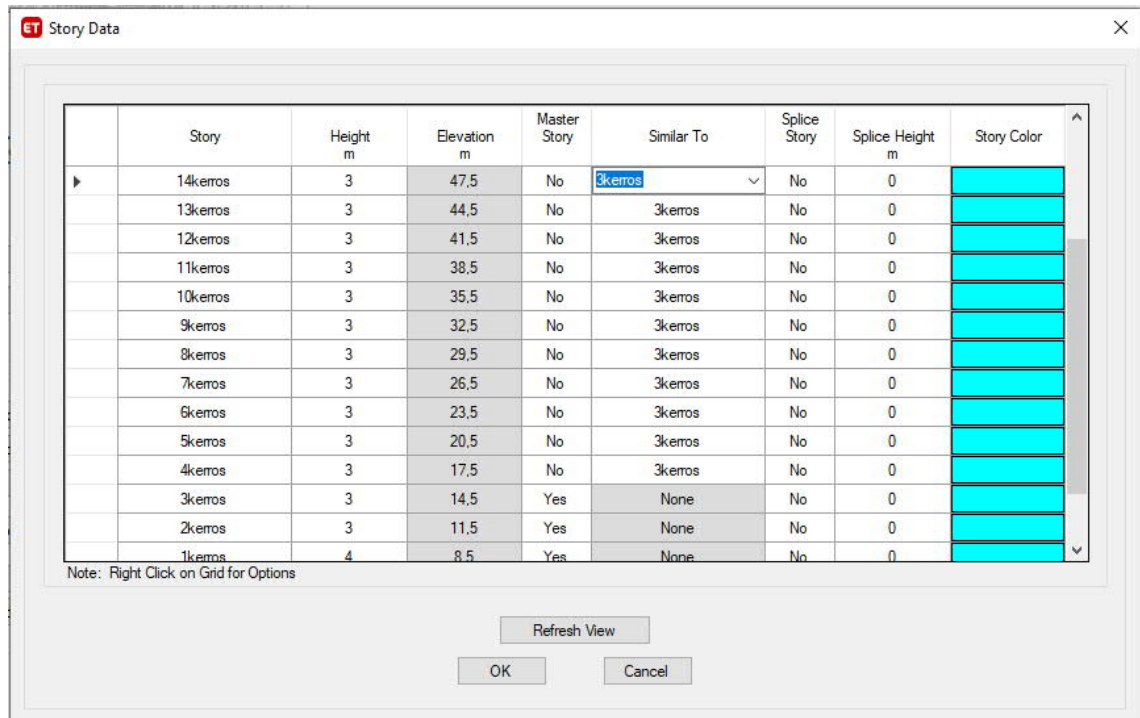 ET Story Data
Story Height m Elevation m Master Story Similar To Splice Story Splice Height m Story Color
14kerros 3 47,5 No 3kerros No 0
13kerros 3 44,5 No 3kerros No 0
12kerros 3 41,5 No 3kerros No 0
11kerros 3 38,5 No 3kerros No 0
10kerros 3 35,5 No 3kerros No 0
9kerros 3 32,5 No 3kerros No 0
8kerros 3 29,5 No 3kerros No 0
7kerros 3 26,5 No 3kerros No 0
6kerros 3 23,5 No 3kerros No 0
5kerros 3 20,5 No 3kerros No 0
4kerros 3 17,5 No 3kerros No 0
3kerros 3 14,5 Yes None No 0
2kerros 3 11,5 Yes None No 0
1kerros 4 8,5 Yes None No 0
Note: Right Click on Grid for Options
Refresh View
OK Cancel